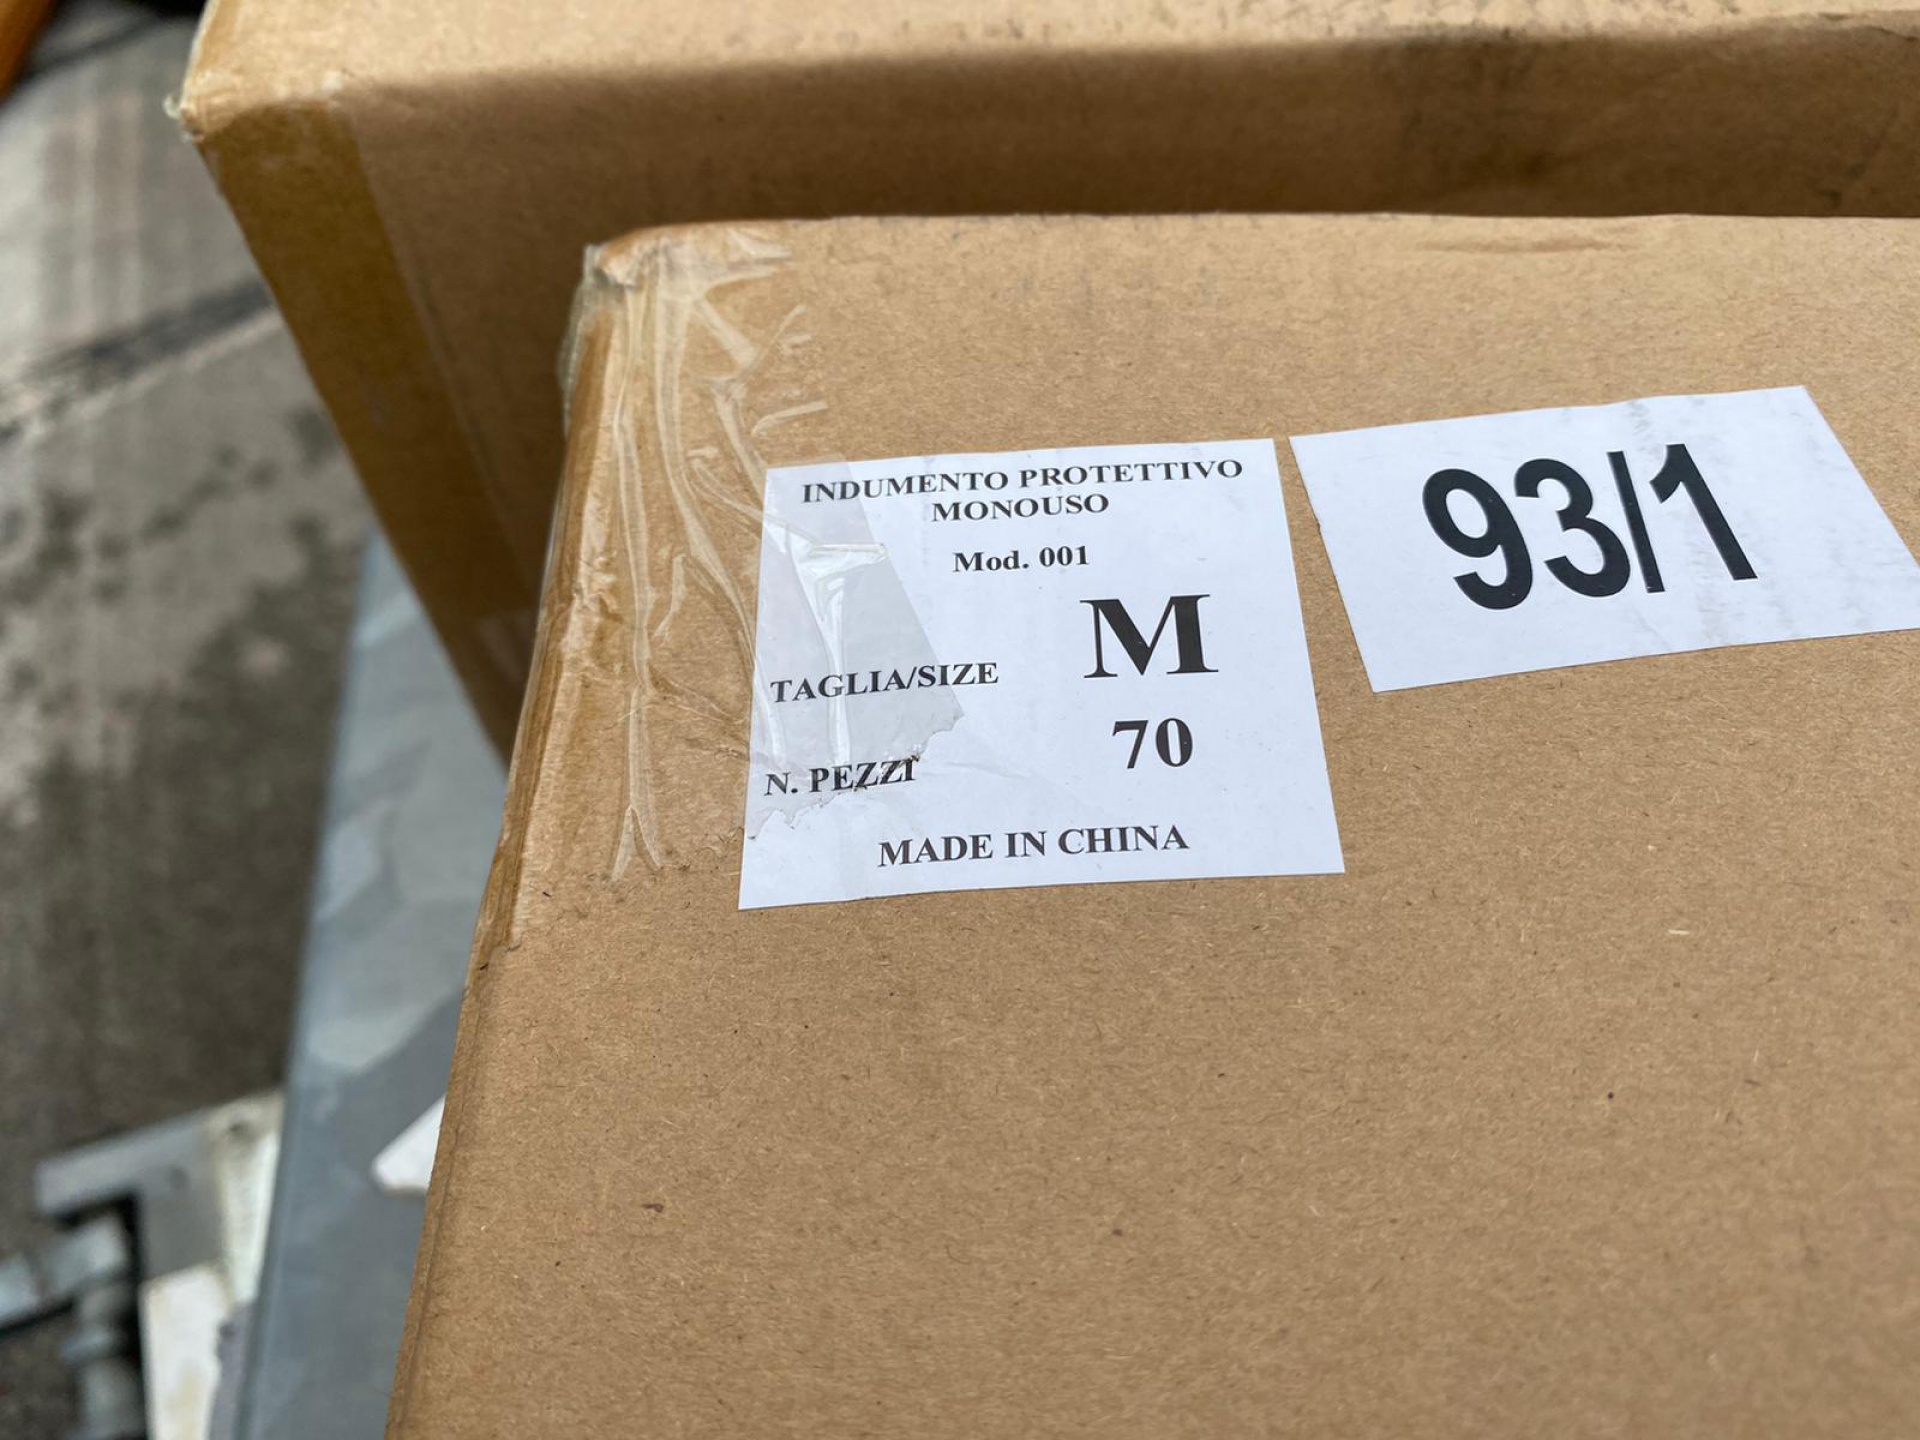 INDUMENTO PROTETTIVO
MONOUSO
Mod. 001
TAGLIA/SIZE M
N. PEZZI 70
MADE IN CHINA
93/1